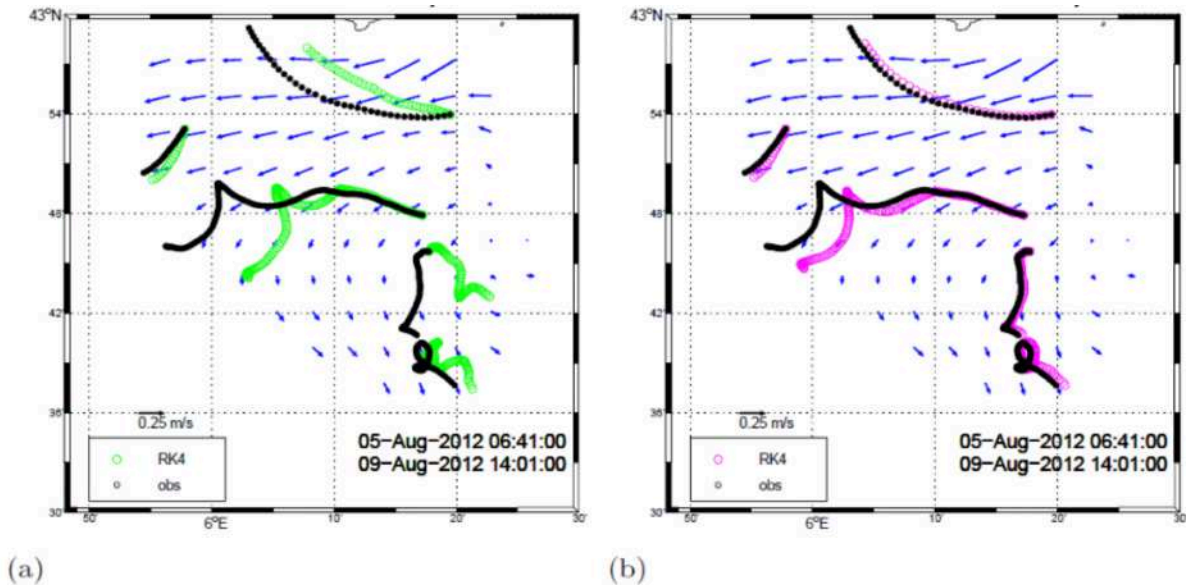 43°N
54
48
42
36
30'
50'
6°E
10'
20'
30'
0.25 m/s
RK4
obs
05-Aug-2012 06:41:00
09-Aug-2012 14:01:00
(a)
43°N
54
48
42
36
30'
50'
6°E
10'
20'
30'
0.25 m/s
RK4
obs
05-Aug-2012 06:41:00
09-Aug-2012 14:01:00
(b)